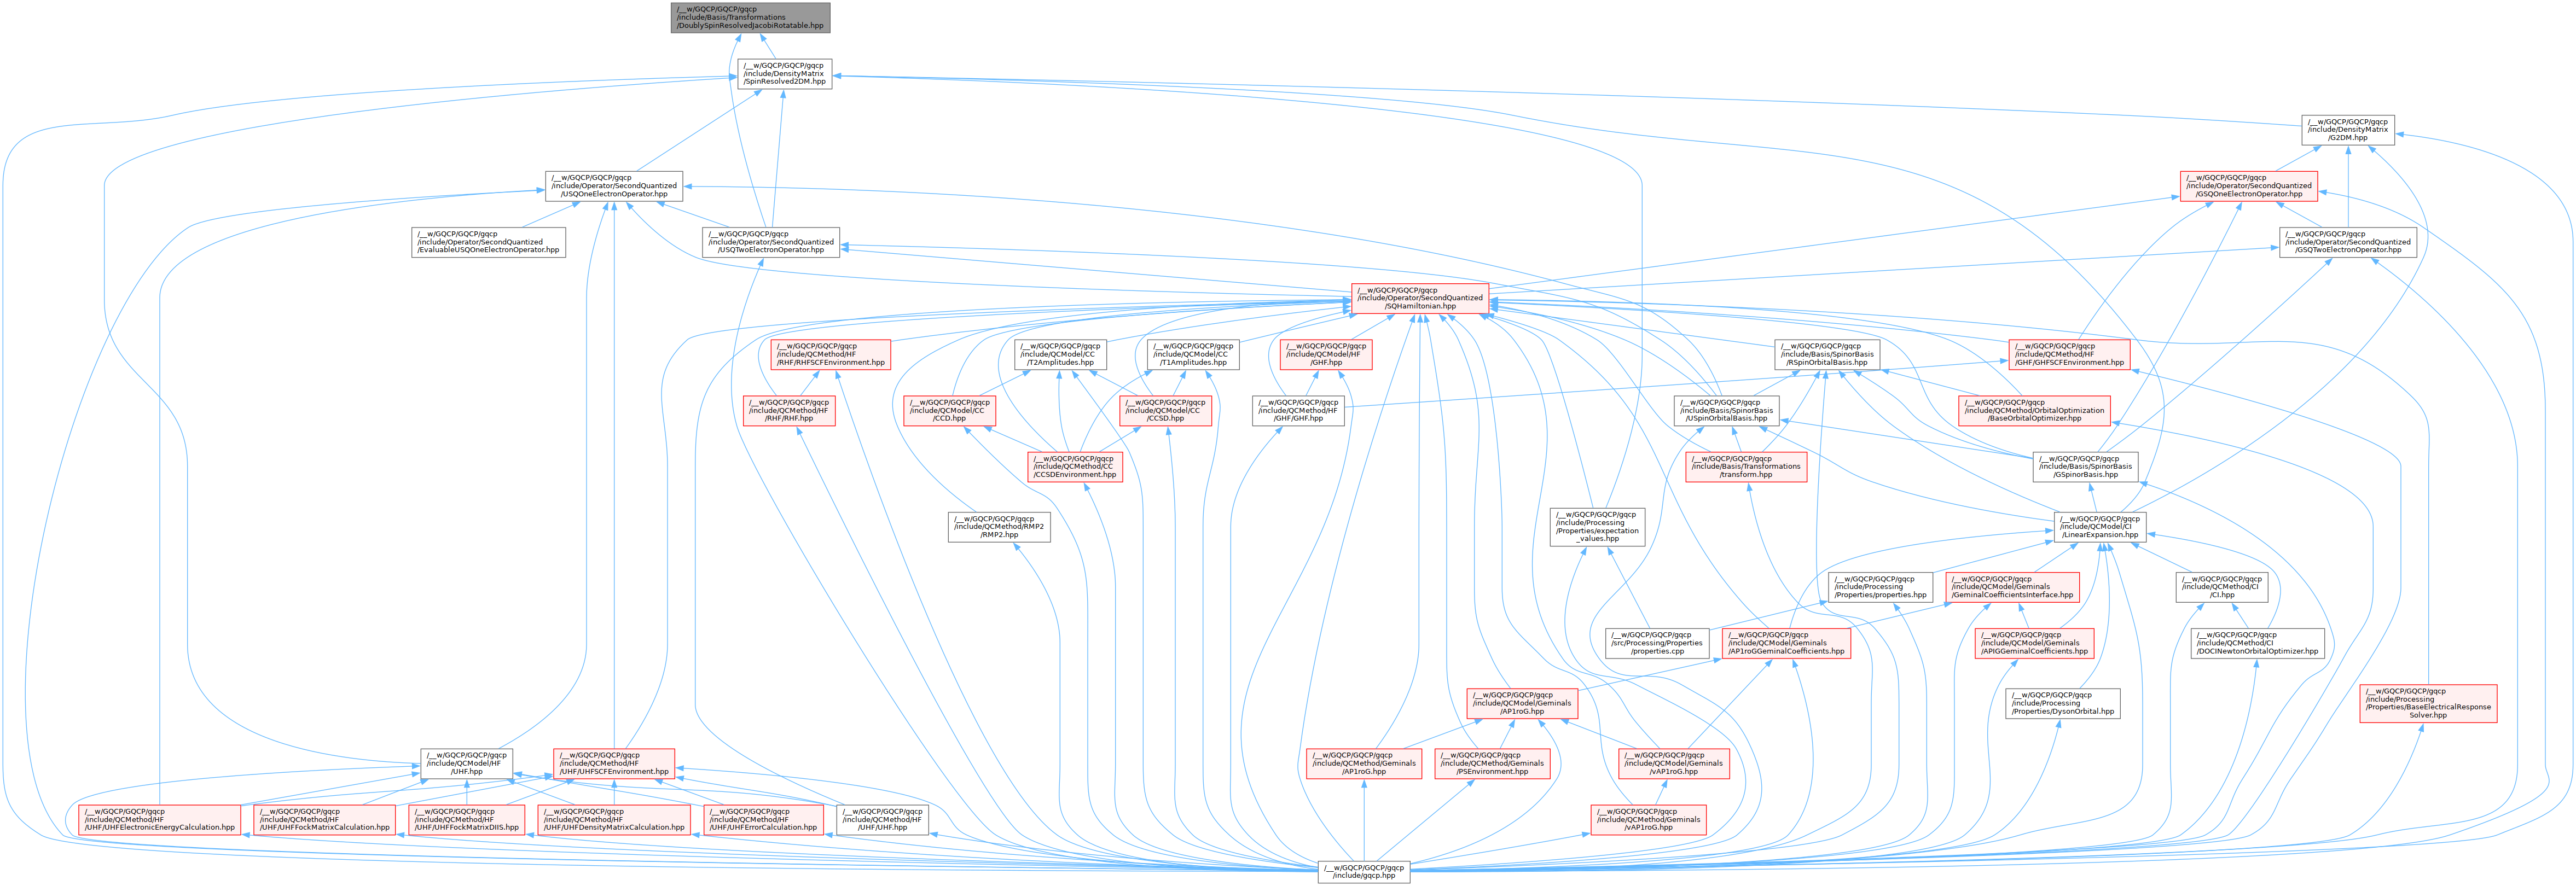 /__w/GQCP/GQCP/gqcp
/include/Basis/Transformations
/DoublySpinResolvedJacobiRotatable.hpp
/__w/GQCP/GQCP/gqcp
/include/DensityMatrix
/SpinResolved2DM.hpp
/__w/GQCP/GQCP/gqcp
/include/DensityMatrix
/G2DM.hpp
/__w/GQCP/GQCP/gqcp
/include/Operator/SecondQuantized
/USQOneElectronOperator.hpp
/__w/GQCP/GQCP/gqcp
/include/Operator/SecondQuantized
/GSQOneElectronOperator.hpp
/__w/GQCP/GQCP/gqcp
/include/Operator/SecondQuantized
/EvaluableUSQOneElectronOperator.hpp
/__w/GQCP/GQCP/gqcp
/include/Operator/SecondQuantized
/USQTwoElectronOperator.hpp
/__w/GQCP/GQCP/gqcp
/include/Operator/SecondQuantized
/GSQTwoElectronOperator.hpp
/__w/GQCP/GQCP/gqcp
/include/Operator/SecondQuantized
/SQHamiltonian.hpp
/__w/GQCP/GQCP/gqcp
/include/QCMethod/HF
/RHF/RHFSCFEnvironment.hpp
/__w/GQCP/GQCP/gqcp
/include/QCModel/CC
/T2Amplitudes.hpp
/__w/GQCP/GQCP/gqcp
/include/QCModel/CC
/T1Amplitudes.hpp
/__w/GQCP/GQCP/gqcp
/include/QCModel/HF
/GHF.hpp
/__w/GQCP/GQCP/gqcp
/include/Basis/SpinorBasis
/RSpinOrbitalBasis.hpp
/__w/GQCP/GQCP/gqcp
/include/QCMethod/HF
/GHF/GHFSCFEnvironment.hpp
/__w/GQCP/GQCP/gqcp
/include/QCMethod/HF
/RHF/RHF.hpp
/__w/GQCP/GQCP/gqcp
/include/QCModel/CC
/CCD.hpp
/__w/GQCP/GQCP/gqcp
/include/QCModel/CC
/CCSD.hpp
/__w/GQCP/GQCP/gqcp
/include/QCMethod/HF
/GHF/GHF.hpp
/__w/GQCP/GQCP/gqcp
/include/Basis/SpinorBasis
/USpinOrbitalBasis.hpp
/__w/GQCP/GQCP/gqcp
/include/QCMethod/OrbitalOptimization
/BaseOrbitalOptimizer.hpp
/__w/GQCP/GQCP/gqcp
/include/QCMethod/CC
/CCSDEnvironment.hpp
/__w/GQCP/GQCP/gqcp
/include/Basis/Transformations
/transform.hpp
/__w/GQCP/GQCP/gqcp
/include/Basis/SpinorBasis
/GSpinorBasis.hpp
/__w/GQCP/GQCP/gqcp
/include/QCMethod/RMP2
/RMP2.hpp
/__w/GQCP/GQCP/gqcp
/include/Processing
/Properties/expectation
_values.hpp
/__w/GQCP/GQCP/gqcp
/include/QCModel/CI
/LinearExpansion.hpp
/__w/GQCP/GQCP/gqcp
/include/Processing
/Properties/properties.hpp
/__w/GQCP/GQCP/gqcp
/include/QCModel/Geminals
/GeminalCoefficientsInterface.hpp
/__w/GQCP/GQCP/gqcp
/include/QCMethod/CI
/CI.hpp
/__w/GQCP/GQCP/gqcp
/src/Processing/Properties
/properties.cpp
/__w/GQCP/GQCP/gqcp
/include/QCModel/Geminals
/AP1roGGeminalCoefficients.hpp
/__w/GQCP/GQCP/gqcp
/include/QCModel/Geminals
/APIGGeminalCoefficients.hpp
/__w/GQCP/GQCP/gqcp
/include/QCMethod/CI
/DOCINewtonOrbitalOptimizer.hpp
/__w/GQCP/GQCP/gqcp
/include/QCModel/Geminals
/AP1roG.hpp
/__w/GQCP/GQCP/gqcp
/include/Processing
/Properties/DysonOrbital.hpp
/__w/GQCP/GQCP/gqcp
/include/Processing
/Properties/BaseElectricalResponse
Solver.hpp
/__w/GQCP/GQCP/gqcp
/include/QCModel/HF
/UHF.hpp
/__w/GQCP/GQCP/gqcp
/include/QCMethod/HF
/UHF/UHFSCFEnvironment.hpp
/__w/GQCP/GQCP/gqcp
/include/QCMethod/Geminals
/AP1roG.hpp
/__w/GQCP/GQCP/gqcp
/include/QCMethod/Geminals
/PSEnvironment.hpp
/__w/GQCP/GQCP/gqcp
/include/QCModel/Geminals
/vAP1roG.hpp
/__w/GQCP/GQCP/gqcp
/include/QCMethod/HF
/UHF/UHFElectronicEnergyCalculation.hpp
/__w/GQCP/GQCP/gqcp
/include/QCMethod/HF
/UHF/UHFFockMatrixCalculation.hpp
/__w/GQCP/GQCP/gqcp
/include/QCMethod/HF
/UHF/UHFFockMatrixDIIS.hpp
/__w/GQCP/GQCP/gqcp
/include/QCMethod/HF
/UHF/UHFDensityMatrixCalculation.hpp
/__w/GQCP/GQCP/gqcp
/include/QCMethod/HF
/UHF/UHFErrorCalculation.hpp
/__w/GQCP/GQCP/gqcp
/include/QCMethod/HF
/UHF/UHF.hpp
/__w/GQCP/GQCP/gqcp
/include/QCMethod/Geminals
/vAP1roG.hpp
/__w/GQCP/GQCP/gqcp
/include/gqcp.hpp